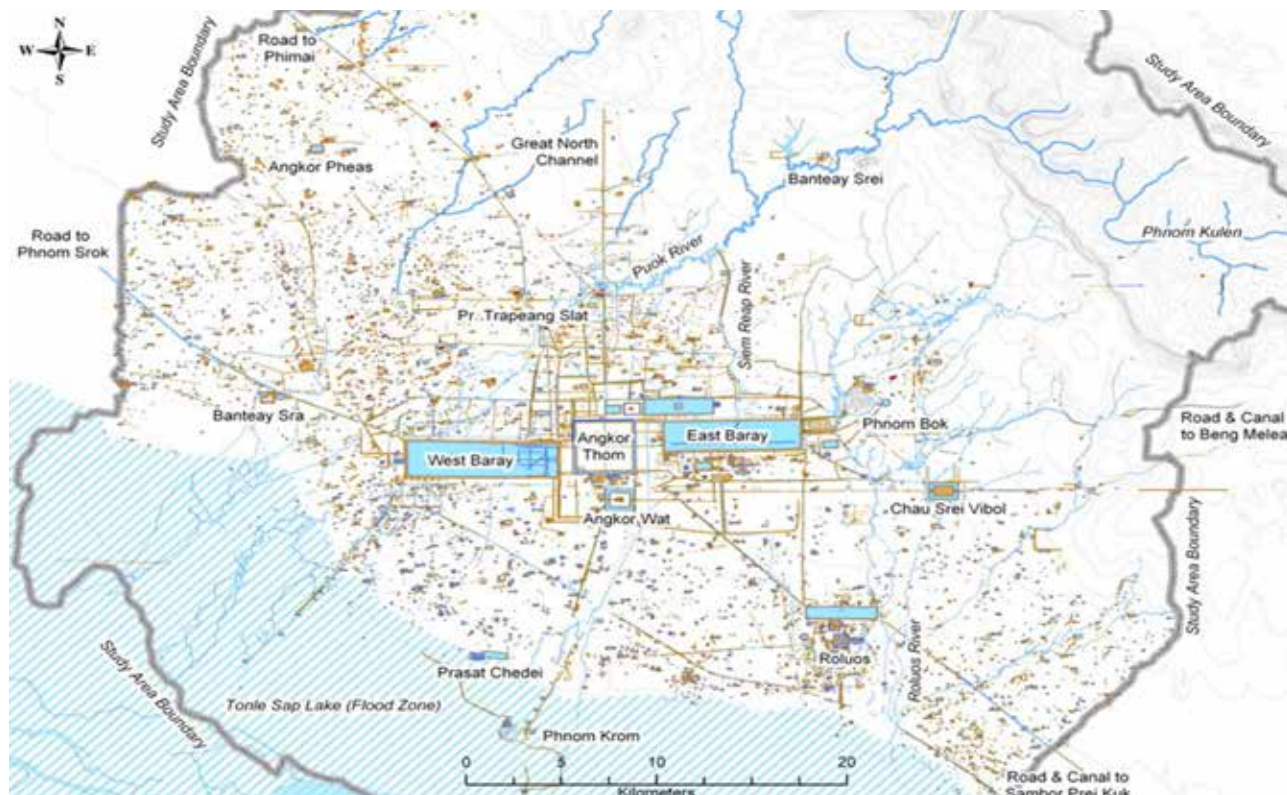 N
W E
S
Road to
Phimai
Study Area Boundary
Study Area Boundary
Great North
Channel
Angkor Pheas
Banteay Srei
Phnom Kulen
Road to
Phnom Srok
Puok River
Siem Reap River
Pr. Trapeang Slat
Banteay Sra
Phnom Bok
Road & Canal
to Beng Melea
East Baray
Angkor
Thom
West Baray
Angkor Wat
Chau Srei Vibol
Study Area Boundary
Roluos
Roluos River
Prasat Chedei
Study Area Boundary
Tonle Sap Lake (Flood Zone)
Phnom Krom
0 5 10 20
Kilometers
Road & Canal to
Sambor Prei Kuk